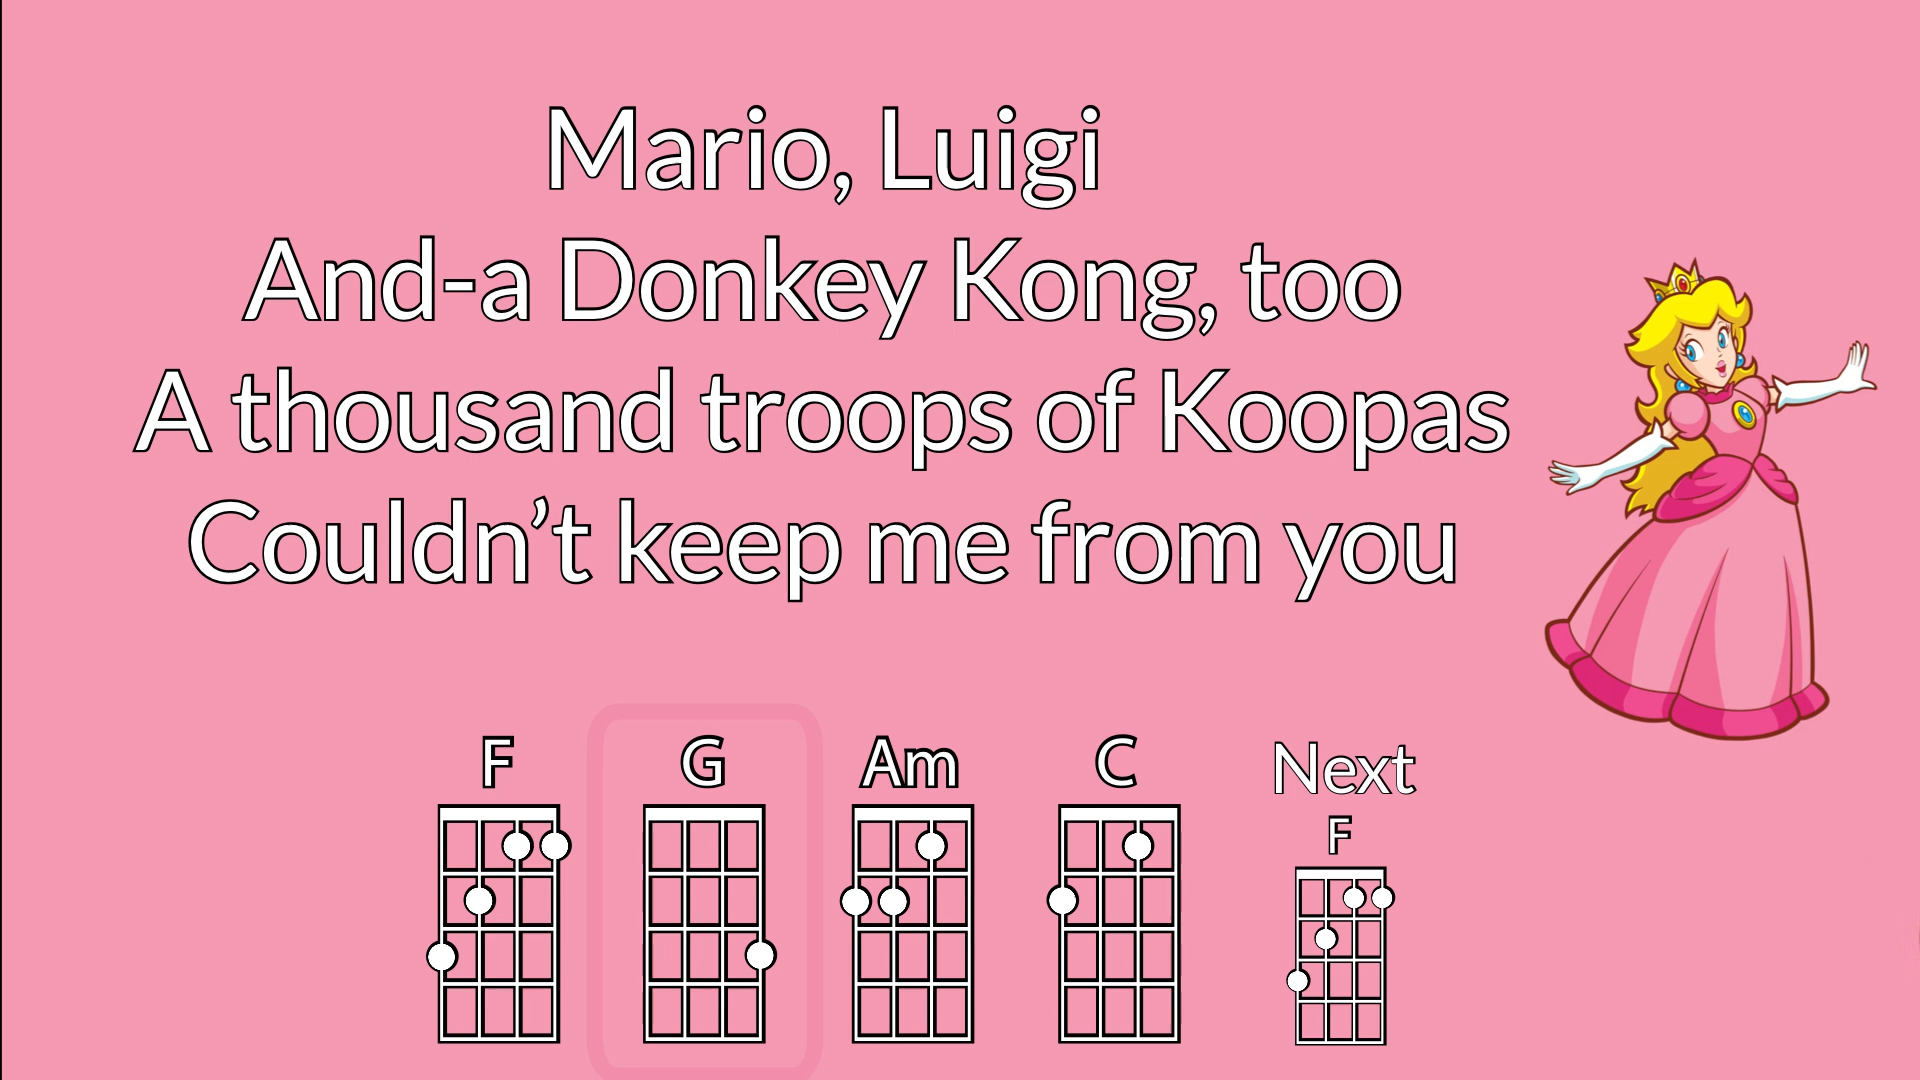 Mario, Luigi
And-a Donkey Kong, too
A thousand troops of Koopas
Couldn’t keep me from you
F G Am C Next
F